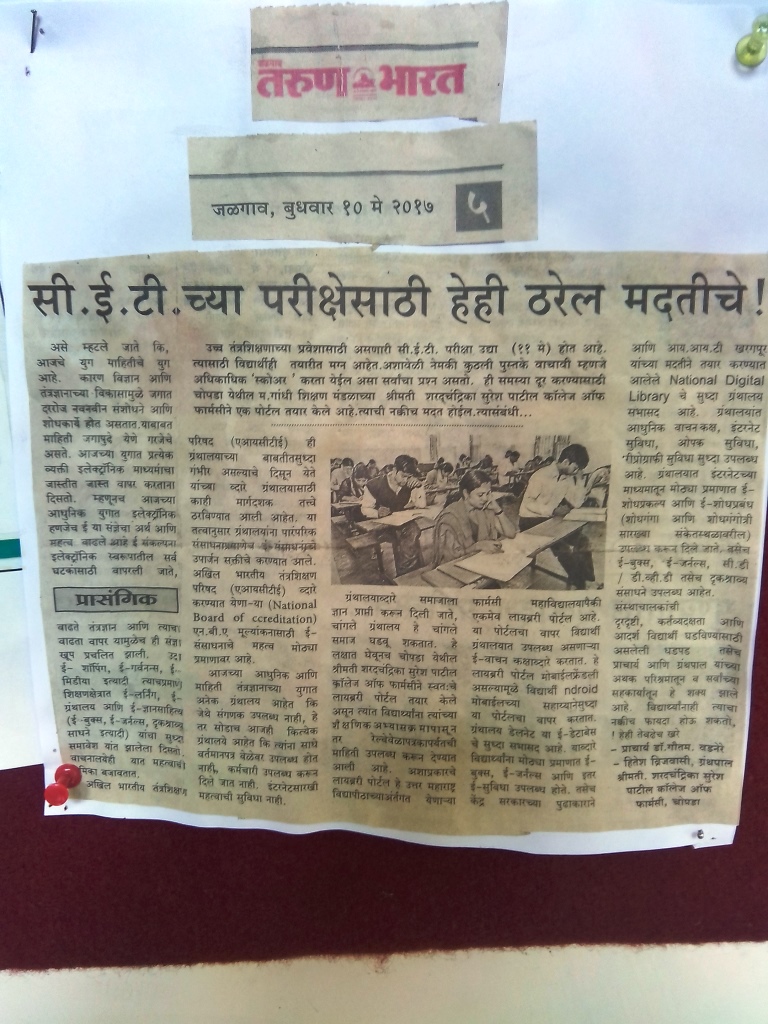 तरुण भारत
जळगाव, बुधवार १० मे २०१७ ५
सी.ई.टी.च्या परीक्षेसाठी हेही ठरेल मदतीचे!
उच्च तंत्रशिक्षणाच्या प्रवेशासाठी असणारी सी.ई.टी. परीक्षा उद्या (११ मे) होत आहे.
त्यासाठी विद्यार्थीही तयारीत मग्न आहेत.अशावेळी नेमकी कुठली पुस्तके वाचावी म्हणजे
अधिकाधिक 'स्कोअर ' करता येईल असा सर्वांचा प्रश्न असतो. ही समस्या दूर करण्यासाठी
चोपडा येथील म.गांधी शिक्षण मंडळाच्या श्रीमती शरदचंद्रिका सुरेश पाटील कॉलेज ऑफ
फार्मसीने एक पोर्टल तयार केले आहे.त्याची नक्कीच मदत होईल.त्यासंबंधी...
असे म्हटले जाते कि,
आजचे युग माहितीचे युग
आहे. कारण विज्ञान आणि
तंत्रज्ञानाच्या विकासामुळे जगात
दररोज नवनवीन संशोधने आणि
शोधकार्य होत असतात.याबाबत
माहिती जगापुढे येणे गरजेचे
असते. आजच्या युगात प्रत्येक
व्यक्ती इलेक्ट्रोनिक माध्यमांचा
जास्तीत जास्त वापर करतांना
दिसतो. म्हणूनच आजच्या
आधुनिक युगात इलेक्ट्रोनिक
म्हणजेच ई या संज्ञेचा अर्थ आणि
महत्व वाढले आहे ई संकल्पना
इलेक्ट्रोनिक स्वरूपातील सर्व
घटकासाठी वापरली जाते,
प्रासंगिक
वाढते तंत्रज्ञान आणि त्याचा
वाढता वापर यामुळेच ही संज्ञा
खूप प्रचलित झाली. उदा
ई- शॉपिंग, ई-गर्वनन्स, ई-
मिडीया इत्यादी त्याचप्रमाणे
शिक्षणक्षेत्रात ई-लर्निंग, ई-
ग्रंथालय आणि ई-ज्ञानसाहित्य
(ई-बुक्स, ई-जर्नल्स, दृकश्राव्य
साधने इत्यादी) यांचा सुध्दा
समावेश यांत झालेला दिसतो.
वाचनालयेही यात महत्वाची
बजावतात.
अखिल भारतीय तंत्रशिक्षण
परिषद (एआयसीटीई) ही
ग्रंथालयाच्या बाबतीतसुध्दा
गंभीर असल्याचे दिसून येते
यांच्या व्दारे ग्रंथालयासाठी
काही मार्गदर्शक तत्त्वे
ठरविण्यात आली आहेत. या
तत्वानुसार ग्रंथालयांना पारंपरिक
संसाधनाप्रमाणेच ई-संसाधनाचे
उपार्जन सक्तीचे करण्यात आले.
अखिल भारतीय तंत्रशिक्षण
परिषद (एआयसीटीई) व्दारे
करण्यात येणा-या (National
Board of ccreditation)
एन.बी.ए मूल्यांकनासाठी ई-
संसाधनाचे महत्व मोठ्या
प्रमाणावर आहे.
आजच्या आधुनिक आणि
माहिती तंत्रज्ञानाच्या युगात
अनेक ग्रंथालय आहेत कि
जेथे संगणक उपलब्ध नाही, हे
तर सोडाच आजही कित्येक
ग्रंथालये आहेत कि त्यांना साधे
वर्तमानपत्र वेळेवर उपलब्ध होत
नाही, कर्मचारी उपलब्ध करून
दिले जात नाही. इंटरनेटसारखी
महत्वाची सुविधा नाही.
ग्रंथालयाव्दारे समाजाला
ज्ञान प्राप्ती करून दिली जाते,
चांगले ग्रंथालय हे चांगले
समाज घडवू शकतात. हे
लक्षात घेवूनच चोपडा येथील
श्रीमती शरदचंद्रिका सुरेश पाटील
कॉलेज ऑफ फार्मसीने स्वतःचे
लायब्ररी पोर्टल तयार केले
असून त्यांत विद्यार्थीना त्यांच्या
शैक्षणिक अभ्यासक्रमापासून
तर रेल्वेवेळापत्रकापर्यंतची
माहिती उपलब्ध करून देण्यात
आली आहे. अशाप्रकारचे
लायब्ररी पोर्टल हे उत्तर महाराष्ट्र
विद्यापीठाच्याअंर्तगत येणाऱ्या
फार्मसी महाविद्यालयापैकी
एकमेव लायब्ररी पोर्टल आहे.
या पोर्टलचा वापर विद्यार्थी
ग्रंथालयात उपलब्ध असणाऱ्या
ई-वाचन कक्षाव्दारे करतात. हे
लायब्ररी पोर्टल मोबाईलफ्रेंडली
असल्यामुळे विद्यार्थी ndroid
मोबाईलच्या सहाय्यानेसुध्दा
या पोर्टलचा वापर करतात.
ग्रंथालय डेलनेट या ई-डेटाबेस
चे सुध्दा सभासद आहे. याव्दारे
विद्यार्थ्यांना मोठ्या प्रमाणात ई-
बुक्स, ई-जर्नल्स आणि इतर
ई-सुविधा उपलब्ध होते. तसेच
केंद्र सरकारच्या पुढाकाराने
आणि आय.आय.टी खरगपूर
यांच्या मदतीने तयार करण्यात
आलेले National Digital
Library चे सुध्दा ग्रंथालय
सभासद आहे. ग्रंथालयात
आधुनिक वाचन कक्ष, इंटरनेट
सुविधा, ओपक सुविधा,
रीप्रोग्राफी सुविधा सुध्दा उपलब्ध
आहे. ग्रंथालयात इंटरनेटच्या
माध्यमातून मोठ्या प्रमाणात ई-
शोधप्रकल्प आणि ई-शोधप्रबंध
(शोधगंगा आणि शोधगंगोत्री
सारख्या संकेतस्थळावरील)
उपलब्ध करून दिले जाते. तसेच
ई-बुक्स, ई-जर्नल्स, सी.डी
/ डी.व्ही.डी तसेच दृकश्राव्य
संसाधने उपलब्ध आहेत.
संस्थाचालकांची
दूरदृष्टी, कर्तव्यदक्षता आणि
आदर्श विद्यार्थी घडविण्यासाठी
असलेली धडपड तसेच
प्राचार्य आणि ग्रंथपाल यांच्या
अथक परिश्रमातून व सर्वांच्या
सहकार्यातून हे शक्य झाले
आहे. विद्यार्थीनाही त्याचा
नक्कीच फायदा होऊ शकतो,
! हेही तेवढेच खरे
- प्राचार्य डॉ.गौतम. वडनेरे
- हितेश ब्रिजवासी, ग्रंथपाल
श्रीमती. शरदचंद्रिका सुरेश
पाटील कॉलेज ऑफ
फार्मसी, चोपडा